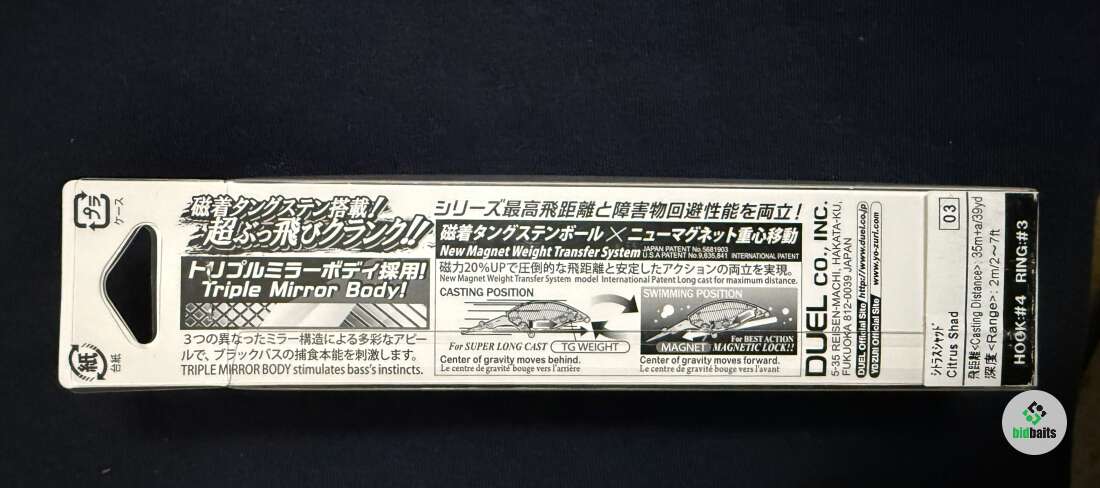 プラ
ケース
紙
台紙
磁着タングステン搭載!
超ぶっ飛びクランク!!
トリプルミラーボディ採用!
Triple Mirror Body!
3つの異なったミラー構造による多彩なアピー
ルで、ブラックバスの捕食本能を刺激します。
TRIPLE MIRROR BODY stimulates bass's instincts.
シリーズ最高飛距離と障害物回避性能を両立!
磁着タングステンボール×ニューマグネット重心移動
New Magnet Weight Transfer System JAPAN PATENT No.5681903
U.S.A PATENT No.9,635,841 INTERNATIONAL PATENT
磁力20%UPで圧倒的な飛距離と安定したアクションの両立を実現。
New Magnet Weight Transfer System model International Patent Long cast for maximum distance.
CASTING POSITION
For SUPER LONG CAST TG WEIGHT
Center of gravity moves behind.
Le centre de gravité bouge vers l'arrière
SWIMMING POSITION
MAGNET For BEST ACTION
MAGNETIC LOCK!!
Center of gravity moves forward.
Le centre de gravité bouge vers l'avant
DUEL CO. INC.
5-35 REISEN-MACHI, HAKATA-KU,
FUKUOKA 812-0039 JAPAN
DUEL Official Site http://www.duel.co.jp
YO-ZURI Official Site www.yo-zuri.com
シトラスシャッド 03
Citrus Shad
飛距離<Casting Distance>: 35m±a/39yd
深度<Range>: 2m/2~7ft
HOOK:#4 RING:#3
bidbaits